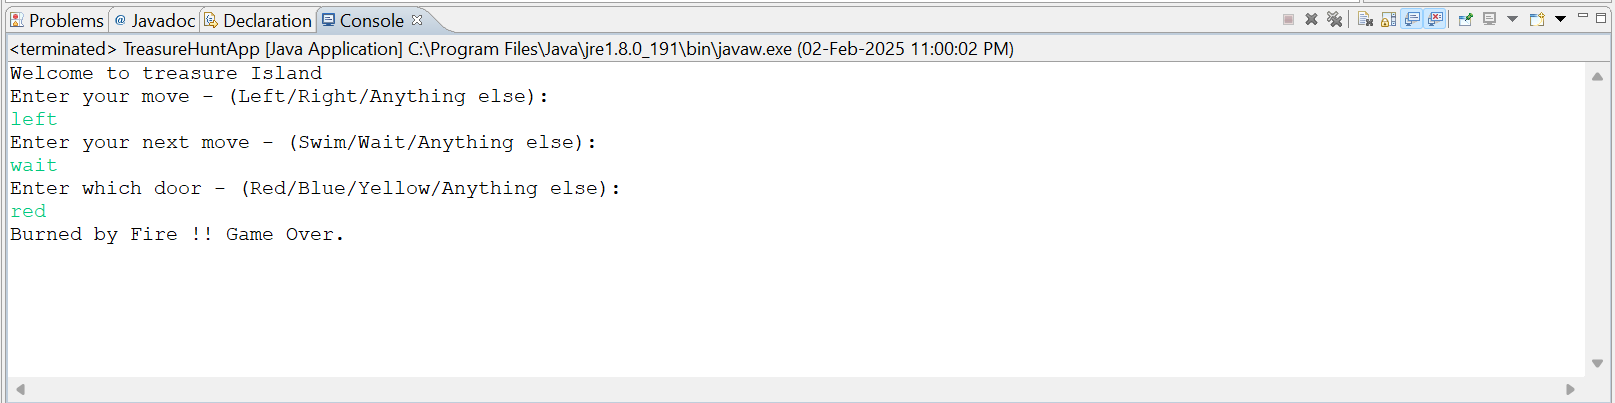 Problems @ Javadoc Declaration Console
<terminated> TreasureHuntApp [Java Application] C:\Program Files\Java\jre1.8.0_191\bin\javaw.exe (02-Feb-2025 11:00:02 PM)
Welcome to treasure Island
Enter your move - (Left/Right/Anything else):
left
Enter your next move - (Swim/Wait/Anything else):
wait
Enter which door - (Red/Blue/Yellow/Anything else):
red
Burned by Fire !! Game Over.